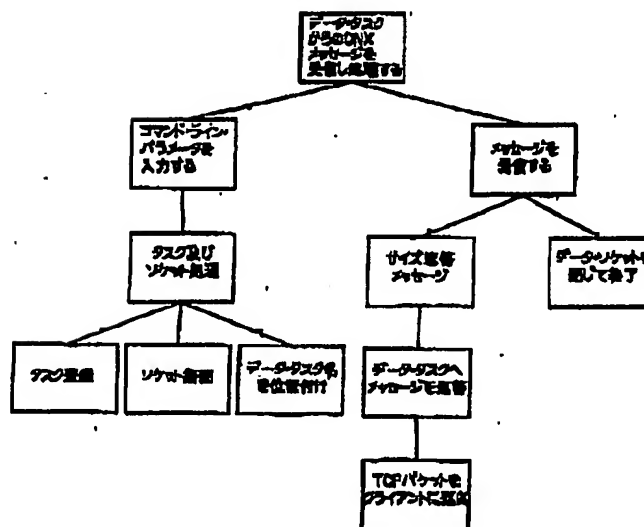 データ・タスク
からのQNX
メッセージを
受信し処理する
コマンド・ライン・
パラメータを
入力する
メッセージを
受信する
タスク及び
ソケット処理
サイズ応答
メッセージ
データ・ソケットを
閉じて終了
タスク登録
ソケット
データ・タスク名
を位置付け
データ・タスクへ
メッセージを返答
TCPパケットを
クライアントに